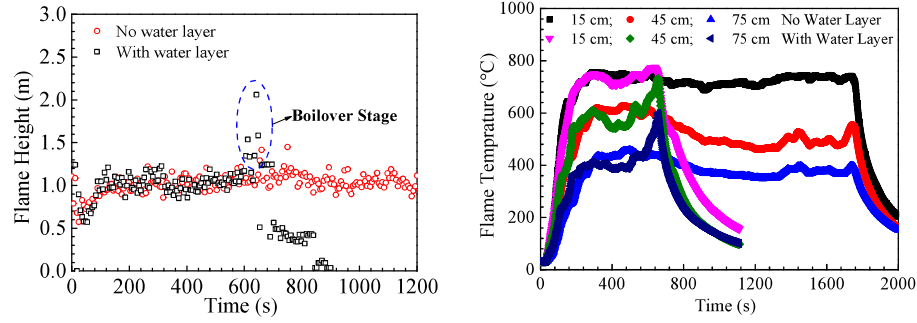 3.0
2.5
2.0
1.5
1.0
0.5
0.0
Flame Height (m)
No water layer
With water layer
Boilover Stage
0 200 400 600 800 1000 1200
Time (s)
1000
800
600
400
200
0
Flame Temprature (°C)
15 cm; 45 cm; 75 cm No Water Layer
15 cm; 45 cm; 75 cm With Water Layer
0 400 800 1200 1600 2000
Time (s)